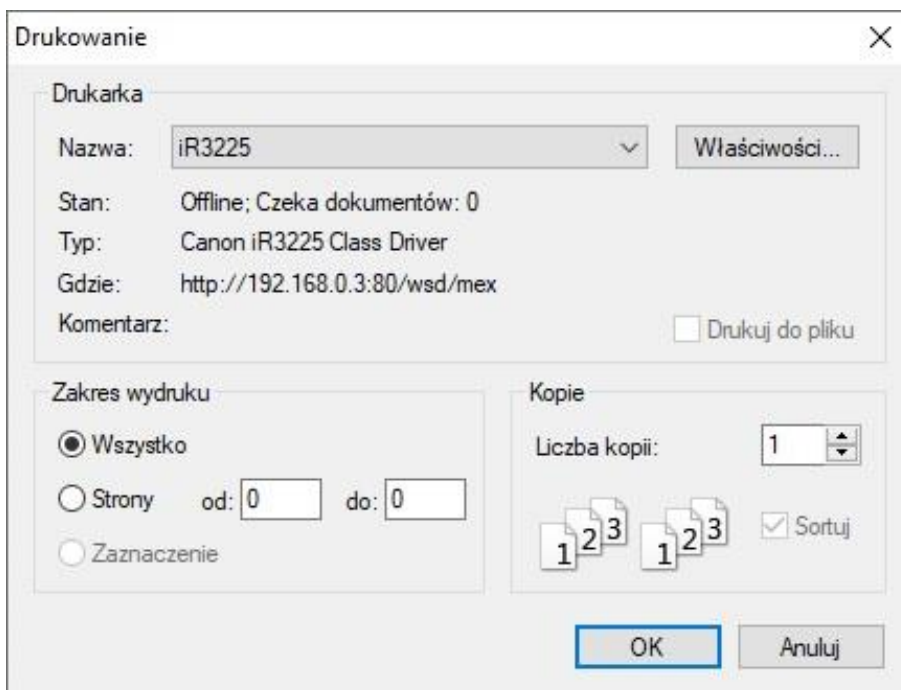 Drukowanie
Drukarka
Nazwa: iR3225 Właściwości...
Stan: Offline; Czeka dokumentów: 0
Typ: Canon iR3225 Class Driver
Gdzie: http://192.168.0.3:80/wsd/mex
Komentarz: Drukuj do pliku
Zakres wydruku
Wszystko
Strony od: 0 do: 0
Zaznaczenie
Kopie
Liczba kopii: 1
1 2 3 1 2 3 Sortuj
OK Anuluj